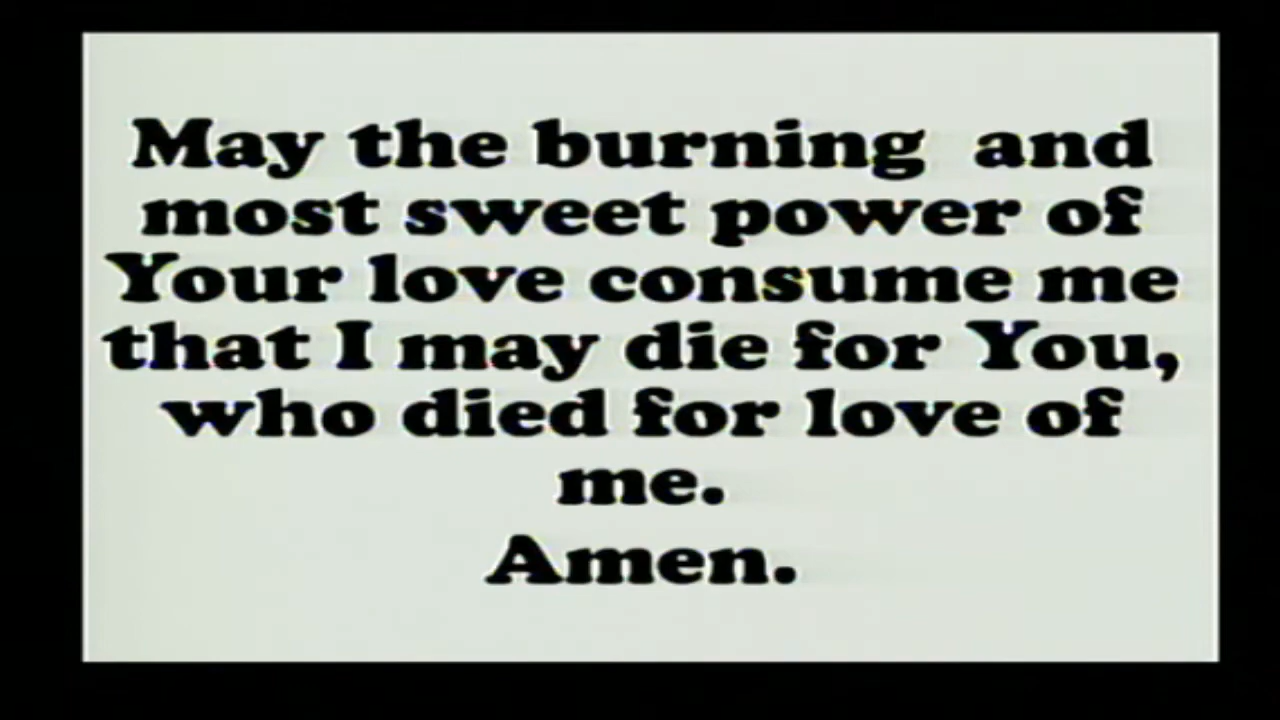 May the burning  and
most sweet power of
Your love consume me
that I may die for You,
who died for love of
me.
Amen.